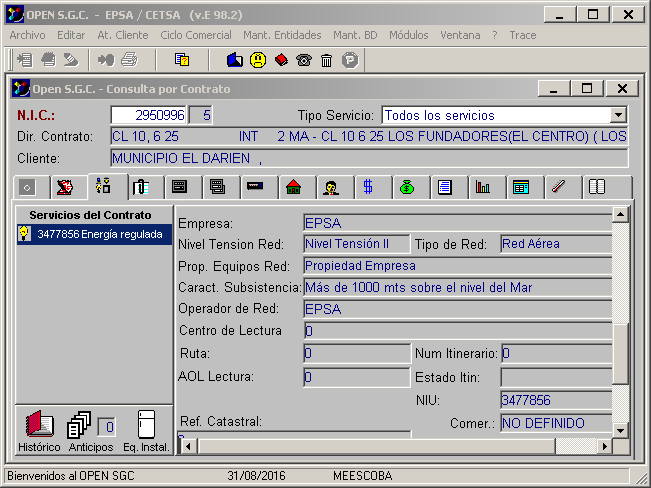 OPEN S.G.C. - EPSA / CETSA (v.E 98.2)
Archivo Editar At. Cliente Ciclo Comercial Mant. Entidades Mant. BD Módulos Ventana ? Trace
Open S.G.C. - Consulta por Contrato
N.I.C.: 2950996 5 Tipo Servicio: Todos los servicios
Dir. Contrato: CL 10, 6 25 INT 2 MA - CL 10 6 25 LOS FUNDADORES(EL CENTRO) ( LOS
Cliente: MUNICIPIO EL DARIEN ,
Servicios del Contrato
3477856 Energía regulada
Empresa: EPSA
Nivel Tension Red: Nivel Tensión II Tipo de Red: Red Aérea
Prop. Equipos Red: Propiedad Empresa
Caract. Subsistencia: Más de 1000 mts sobre el nivel del Mar
Operador de Red: EPSA
Centro de Lectura 0
Ruta: 0 Num Itinerario: 0
AOL Lectura: 0 Estado Itin:
NIU: 3477856
Ref. Catastral: Comer.: NO DEFINIDO
0
Histórico Anticipos Eq. Instal.
Bienvenidos al OPEN SGC 31/08/2016 MEESCOBA